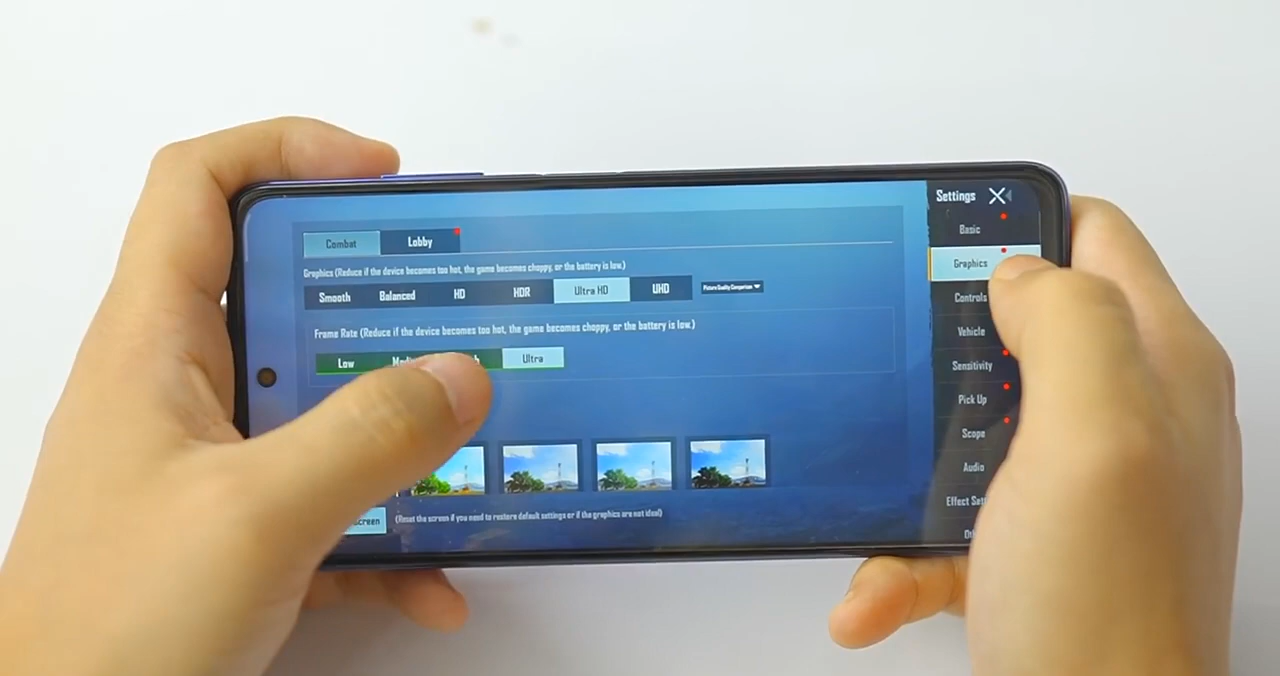 Settings
Combat Lobby
Basic
Graphics (Reduce if the device becomes too hot, the game becomes choppy, or the battery is low.)
Graphics
Smooth Balanced HD HDR Ultra HD UHD Picture Quality Comparison
Controls
Frame Rate (Reduce if the device becomes too hot, the game becomes choppy, or the battery is low.)
Vehicle
Low Ultra
Sensitivity
Pick Up
Scope
Audio
Effect
(Reset the screen if you need to restore default settings or if the graphics are not ideal)